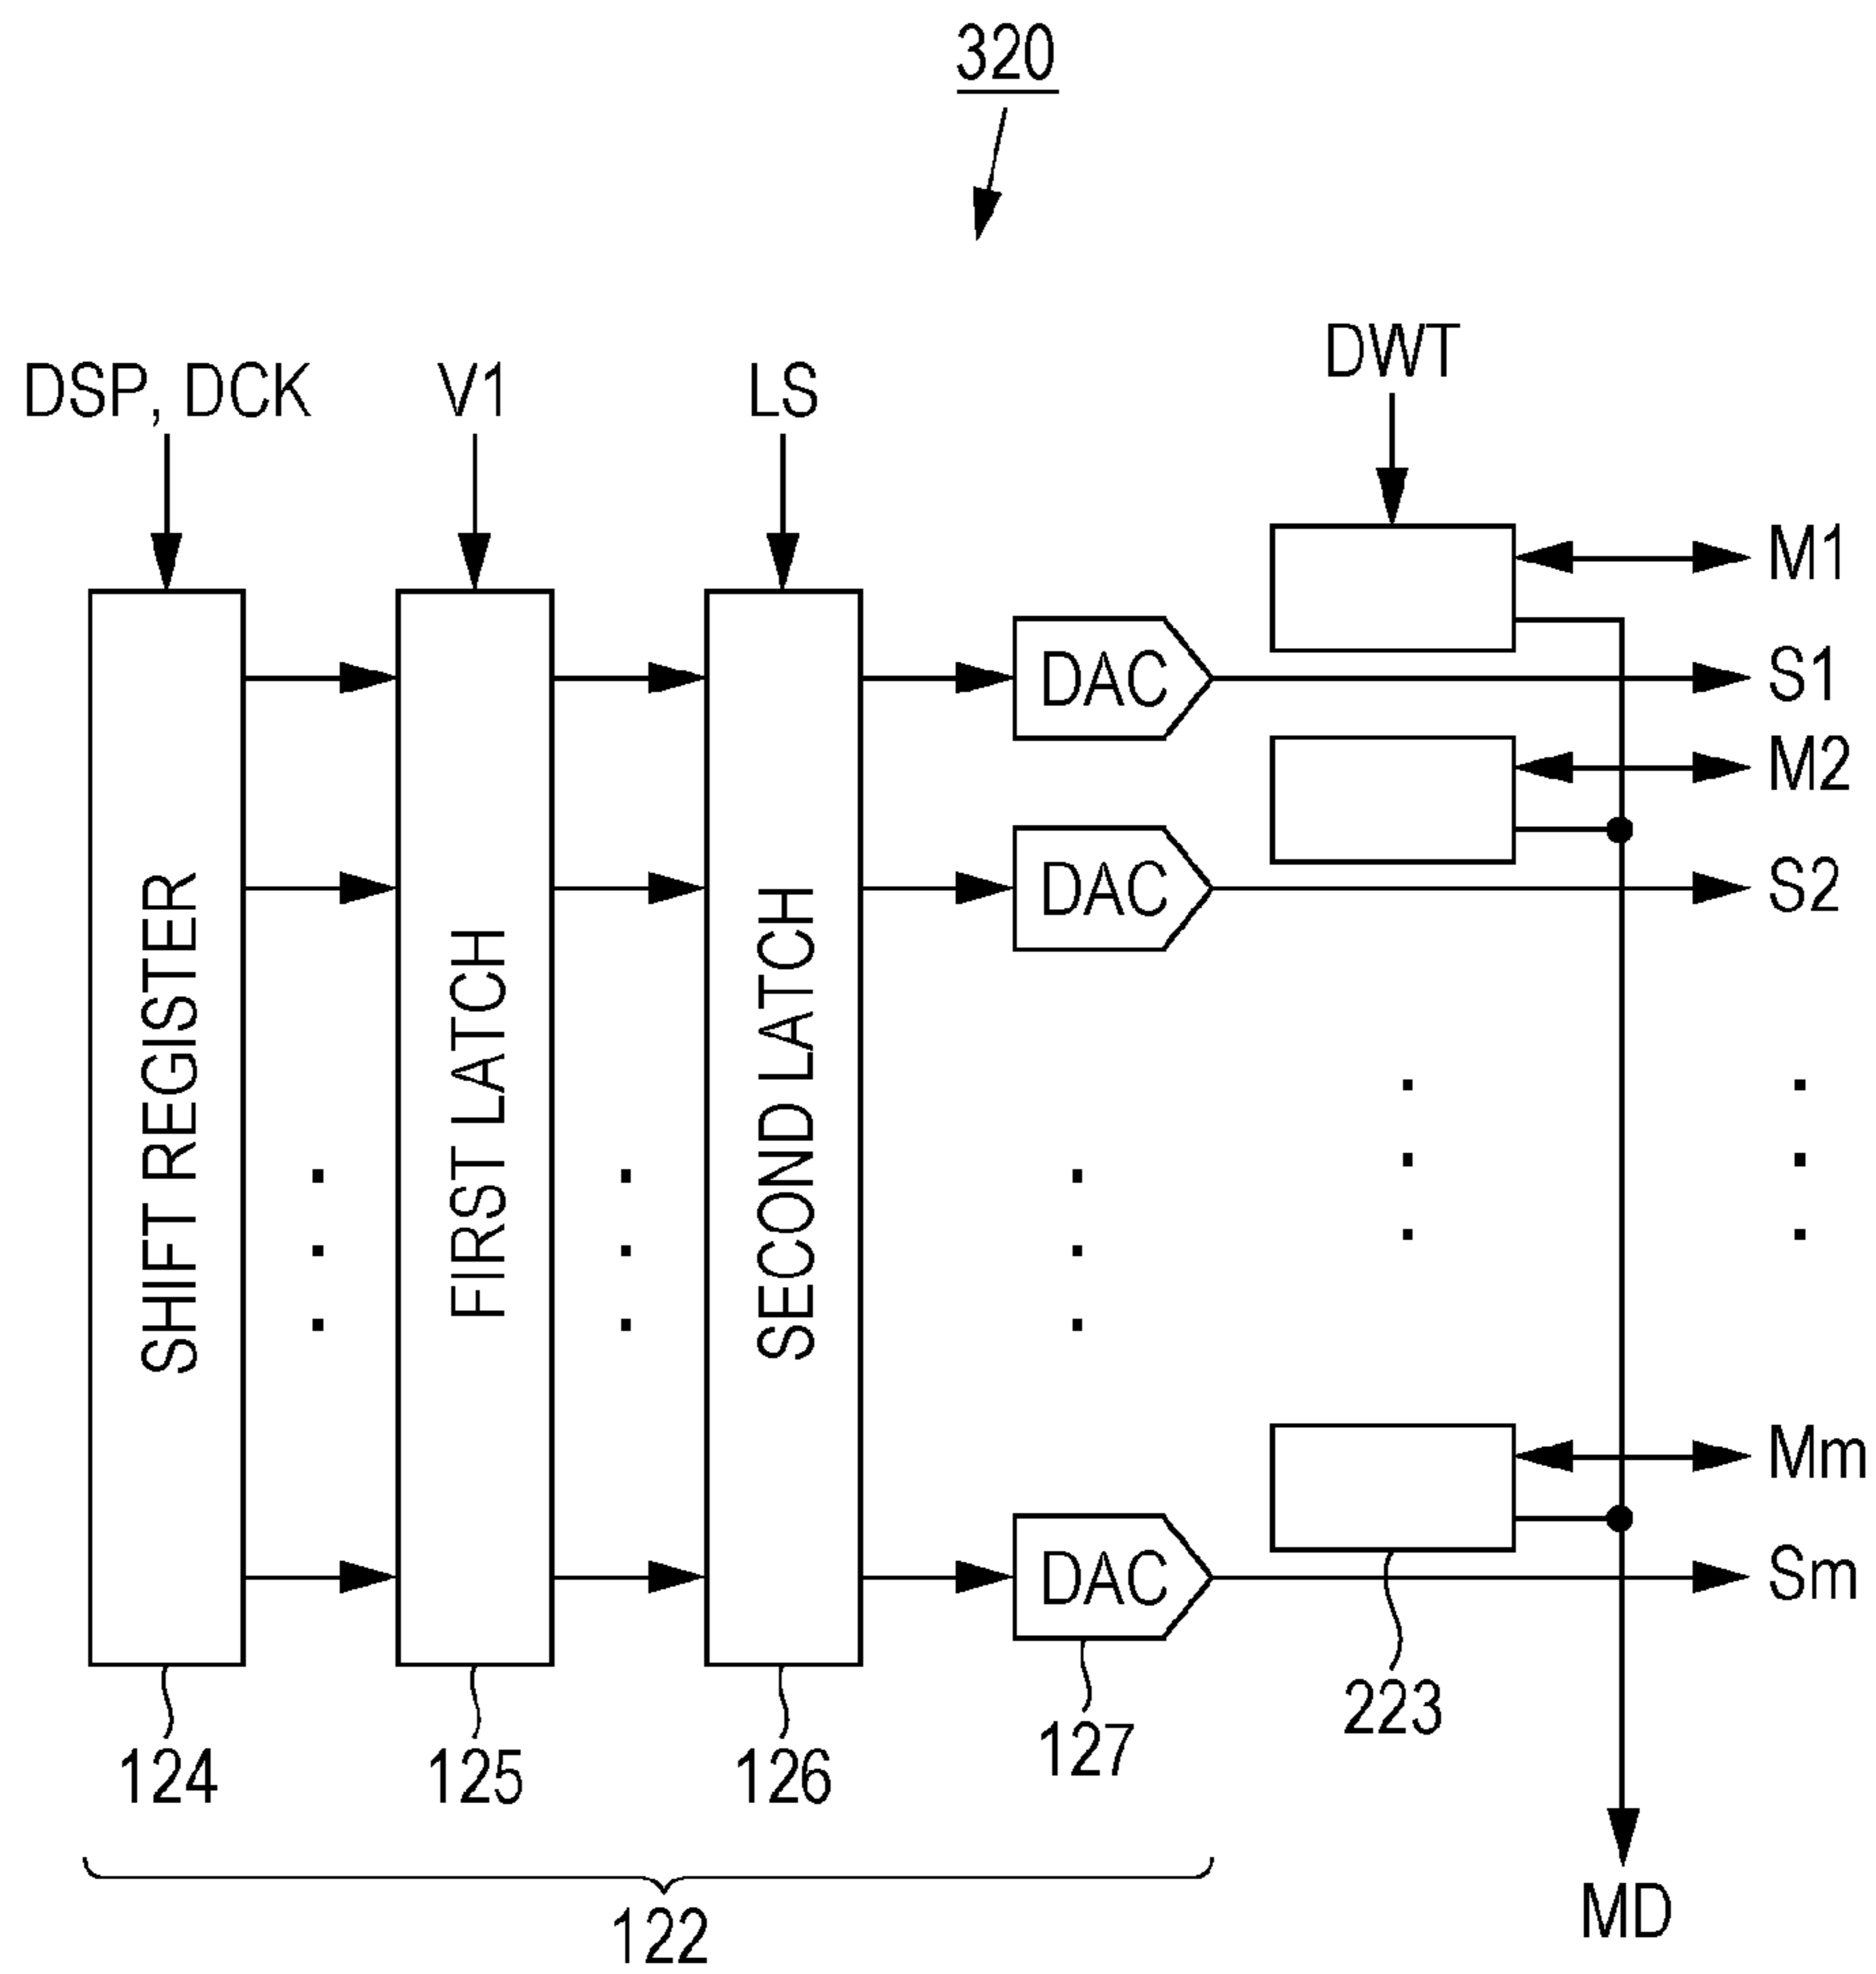 320
DSP, DCK
V1
LS
DWT
M1
DAC
S1
M2
DAC
S2
SHIFT REGISTER
FIRST LATCH
SECOND LATCH
Mm
DAC
Sm
124
125
126
127
223
MD
122